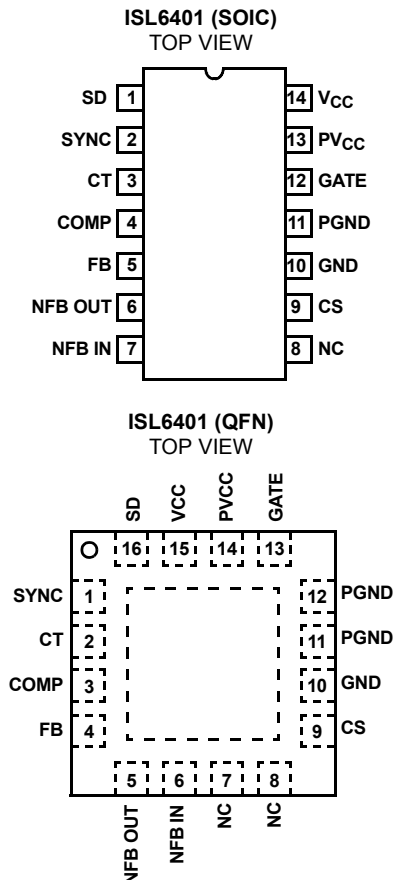 ISL6401 (SOIC)
TOP VIEW
SD 1 14 VCC
SYNC 2 13 PVCC
CT 3 12 GATE
COMP 4 11 PGND
FB 5 10 GND
NFB OUT 6 9 CS
NFB IN 7 8 NC
ISL6401 (QFN)
TOP VIEW
SD VCC PVCC GATE
16 15 14 13
SYNC 1 12 PGND
CT 2 11 PGND
COMP 3 10 GND
FB 4 9 CS
5 6 7 8
NFB OUT NFB IN NC NC